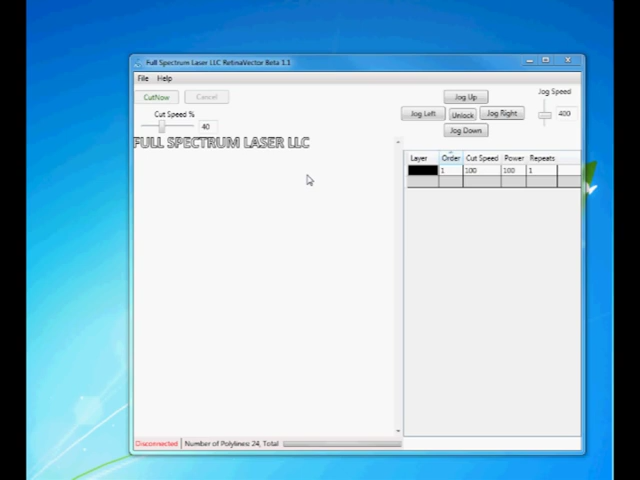 Full Spectrum Laser LLC RetinaVector Beta 1.1
File Help
CutNow Cancel
Cut Speed %
40
Jog Up
Jog Left Unlock Jog Right
Jog Down
Jog Speed
400
FULL SPECTRUM LASER LLC
Layer Order Cut Speed Power Repeats
1 100 100 1
Disconnected Number of Polylines: 24, Total